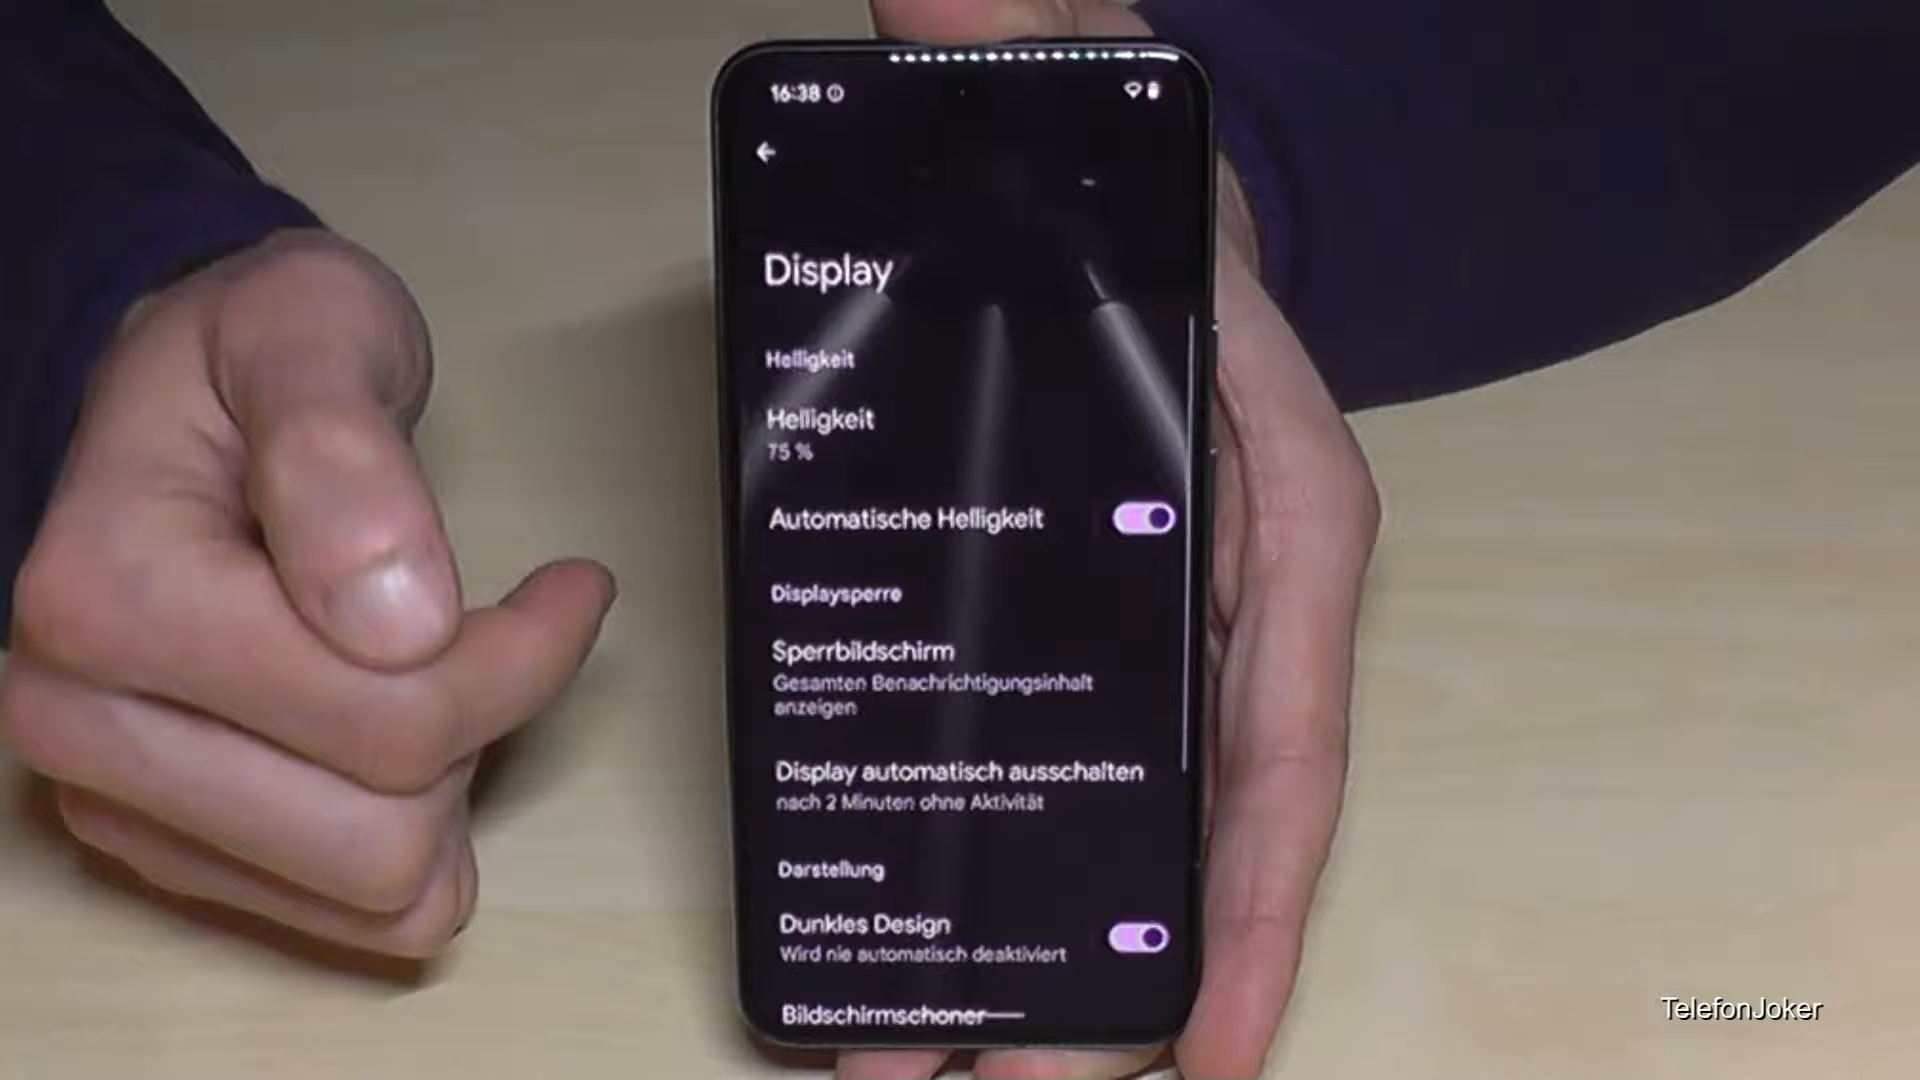 16:38
Display
Helligkeit
Helligkeit
75 %
Automatische Helligkeit
Displaysperre
Sperrbildschirm
Gesamten Benachrichtigungsinhalt
anzeigen
Display automatisch ausschalten
nach 2 Minuten ohne Aktivität
Darstellung
Dunkles Design
Wird nie automatisch deaktiviert
Bildschirmschoner
TelefonJoker